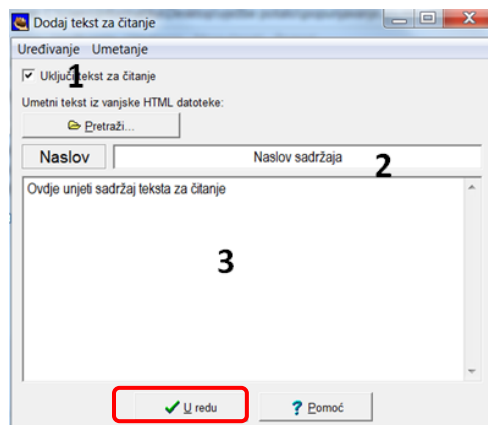 Dodaj tekst za čitanje
Uređivanje Umetanje
1
Uključi tekst za čitanje
Umetni tekst iz vanjske HTML datoteke:
Pretraži...
Naslov Naslov sadržaja 2
Ovdje unjeti sadržaj teksta za čitanje
3
U redu ? Pomoć